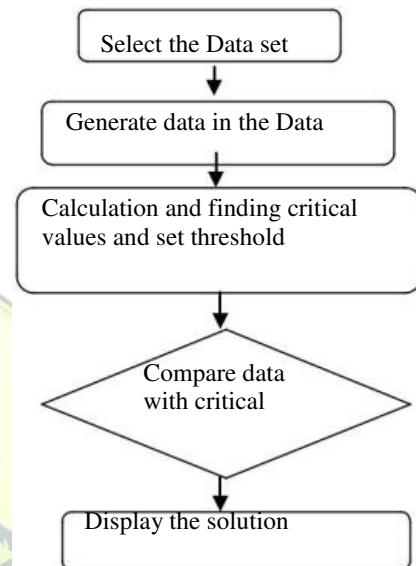 Select the Data set
Generate data in the Data
Calculation and finding critical
values and set threshold
Compare data
with critical
Display the solution